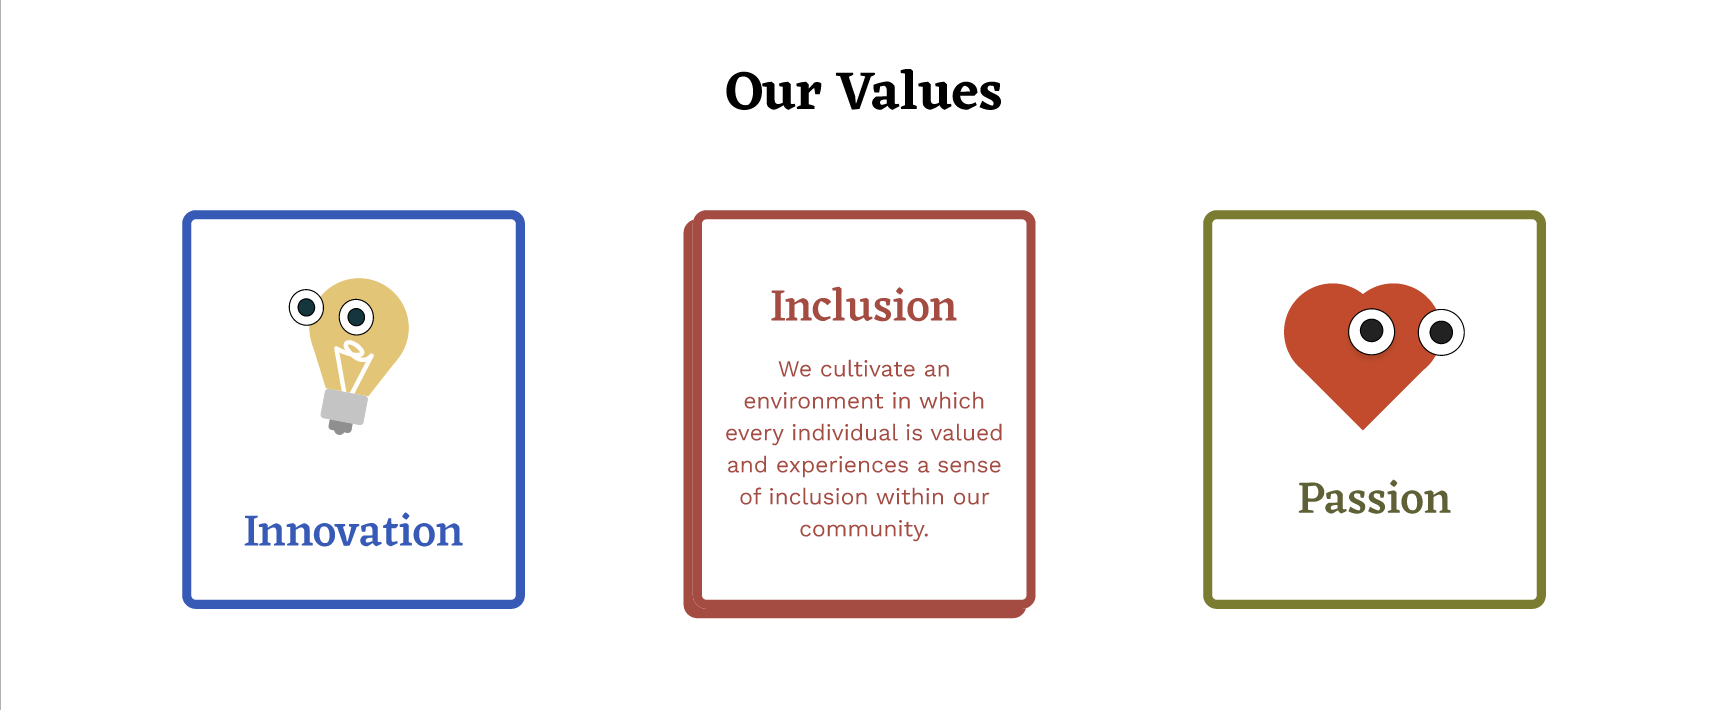 Our Values
Innovation
Inclusion
We cultivate an
environment in which
every individual is valued
and experiences a sense
of inclusion within our
community.
Passion